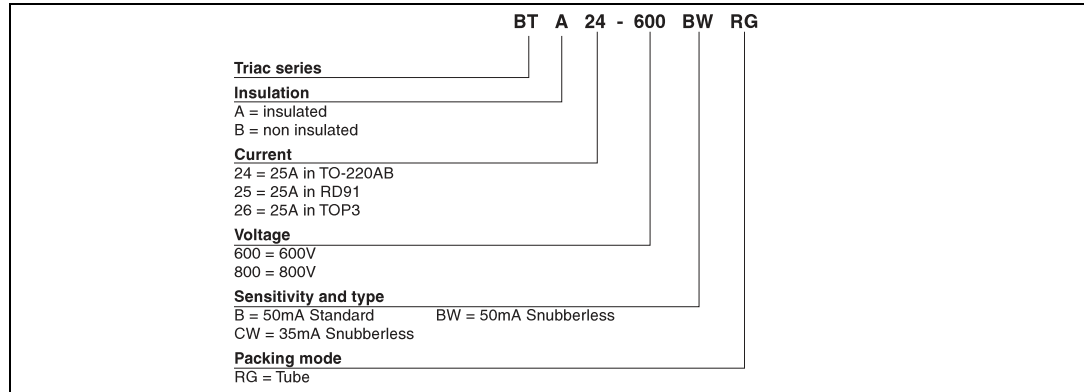 BT A 24 - 600 BW RG
Triac series
Insulation
A = insulated
B = non insulated
Current
24 = 25A in TO-220AB
25 = 25A in RD91
26 = 25A in TOP3
Voltage
600 = 600V
800 = 800V
Sensitivity and type
B = 50mA Standard BW = 50mA Snubberless
CW = 35mA Snubberless
Packing mode
RG = Tube